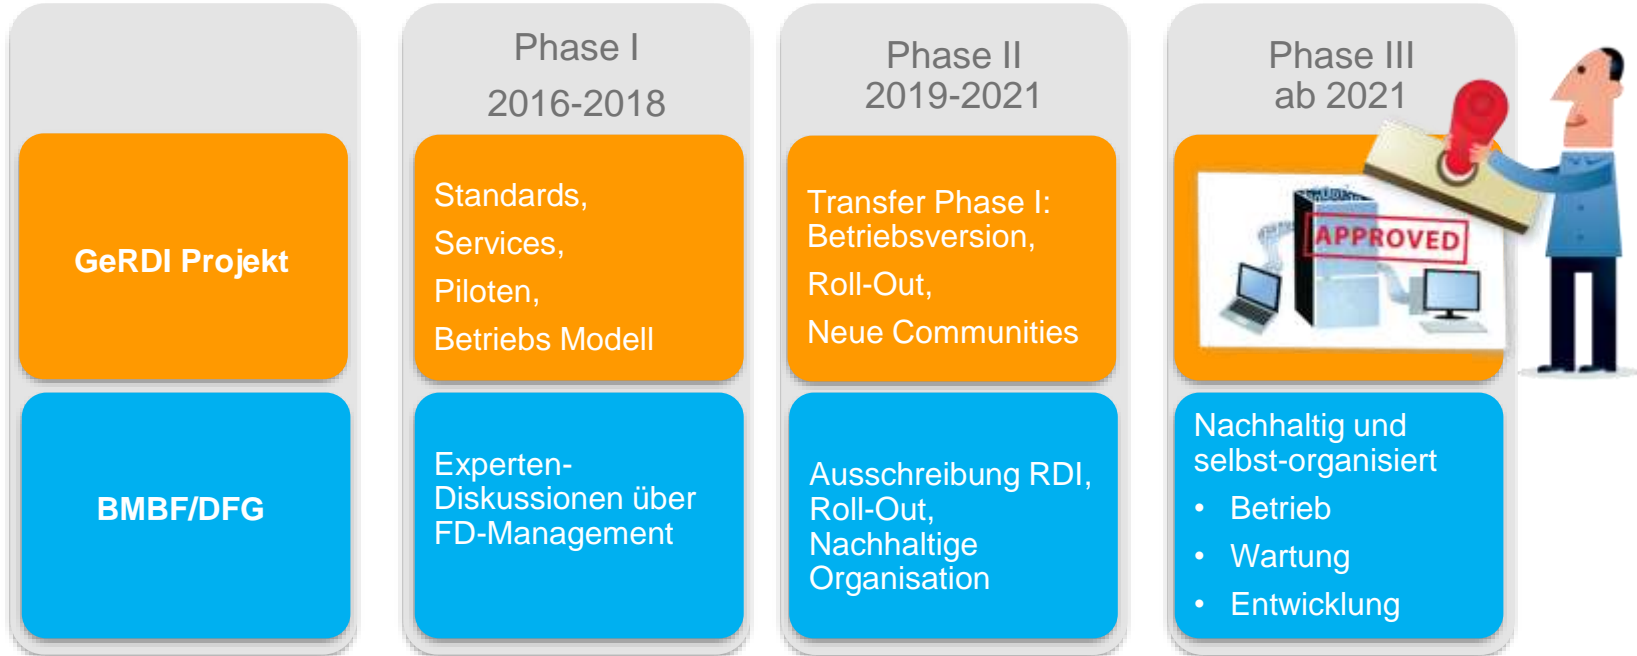 Phase I
2016-2018
Phase II
2019-2021
Phase III
ab 2021
GeRDI Projekt
Standards,
Services,
Piloten,
Betriebs Modell
Transfer Phase I:
Betriebsversion,
Roll-Out,
Neue Communities
APPROVED
BMBF/DFG
Experten-
Diskussionen über
FD-Management
Ausschreibung RDI,
Roll-Out,
Nachhaltige
Organisation
Nachhaltig und
selbst-organisiert
• Betrieb
• Wartung
• Entwicklung